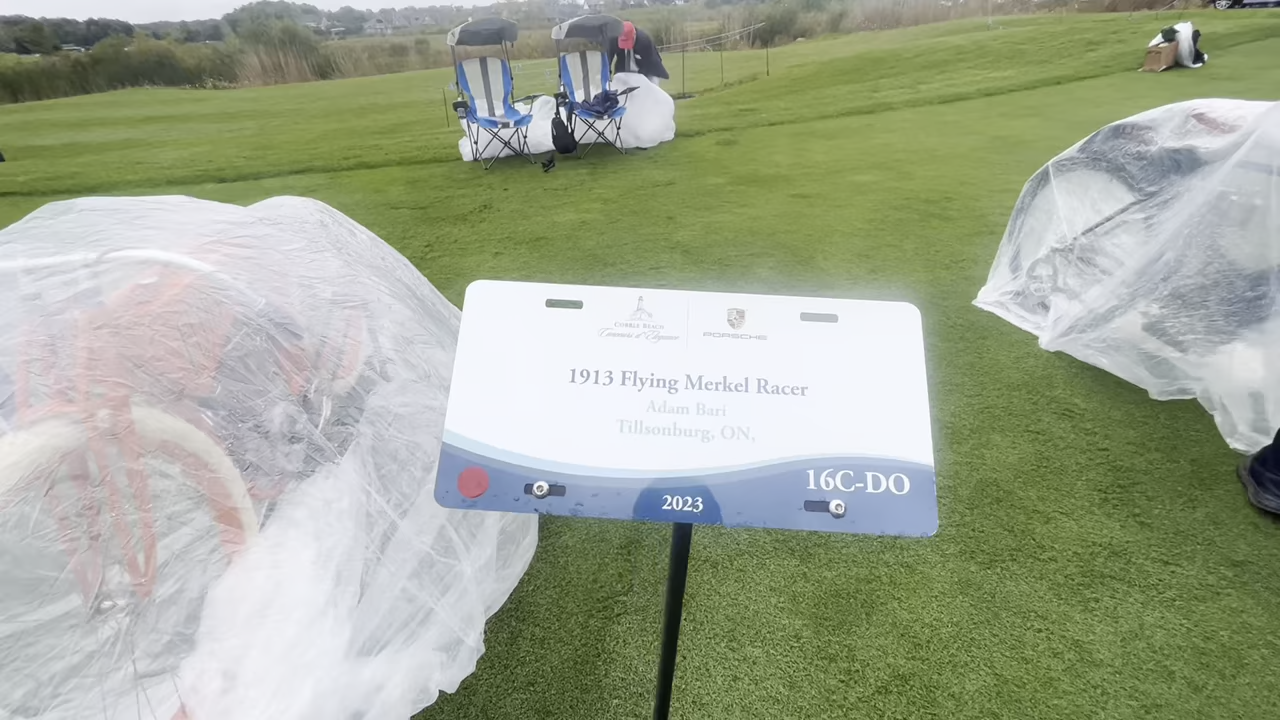 COBBLE BEACH
Concours d'Elegance
PORSCHE
1913 Flying Merkel Racer
Adam Bari
Tillsonburg, ON,
16C-DO
2023